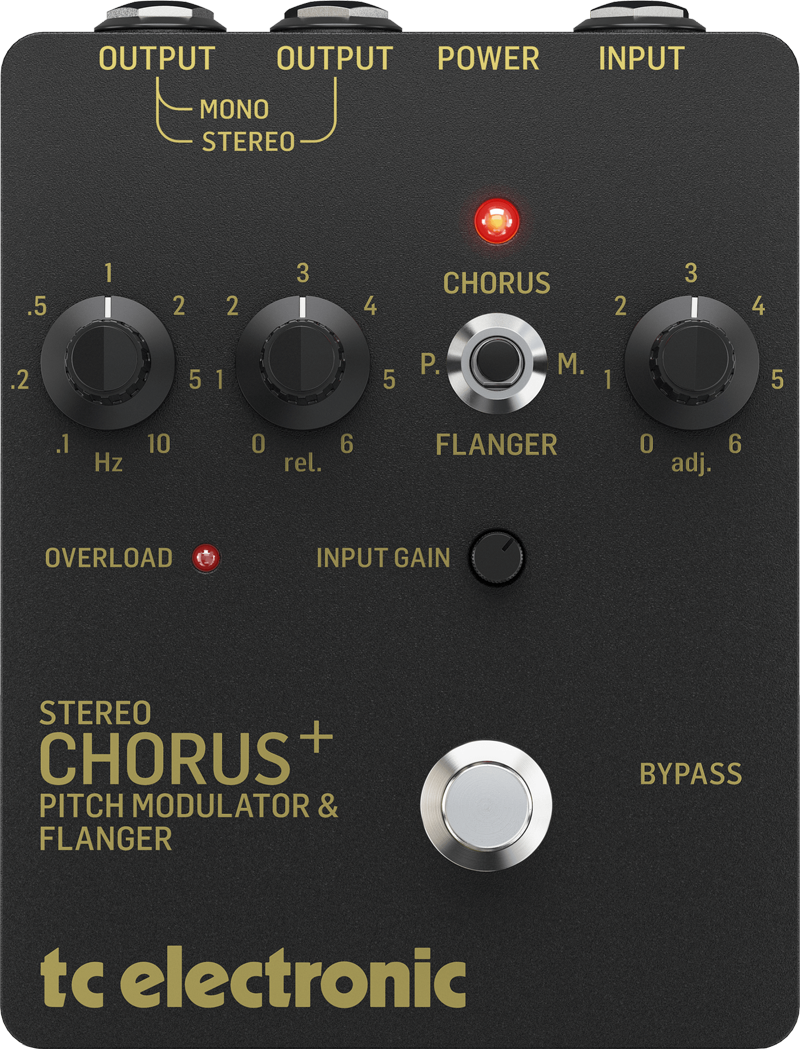 OUTPUT OUTPUT POWER INPUT
MONO
STEREO
CHORUS
1
.5 2
.2 5
.1 10
Hz
3
2 4
1 5
0 6
rel.
P. M.
FLANGER
3
2 4
1 5
0 6
adj.
OVERLOAD
INPUT GAIN
STEREO
CHORUS+
PITCH MODULATOR &
FLANGER
BYPASS
tc electronic